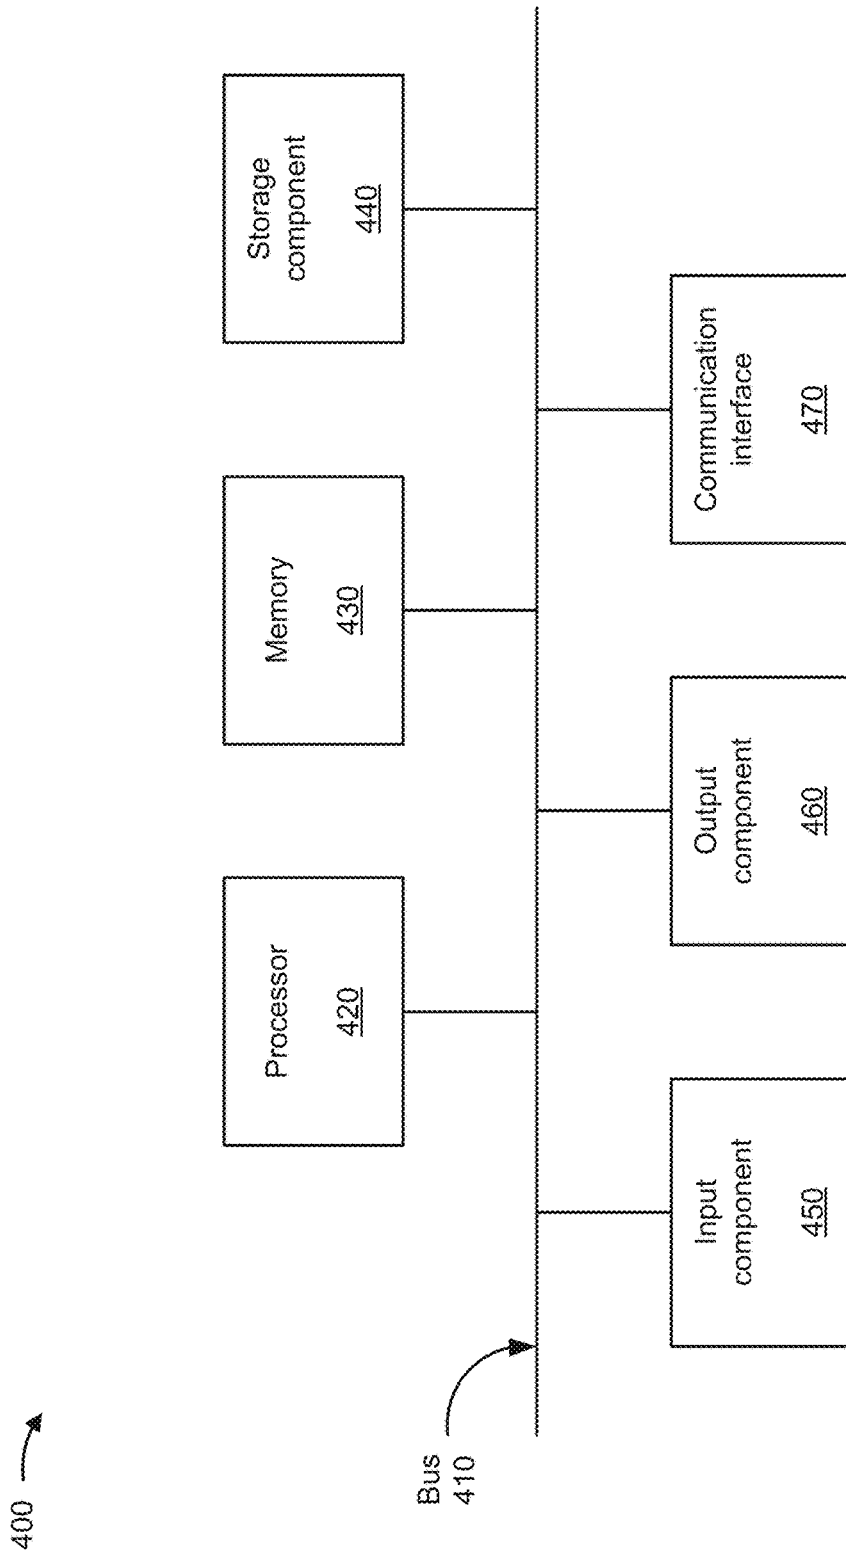 400
Processor
420
Memory
430
Storage
component
440
Bus
410
Input
component
450
Output
component
460
Communication
interface
470